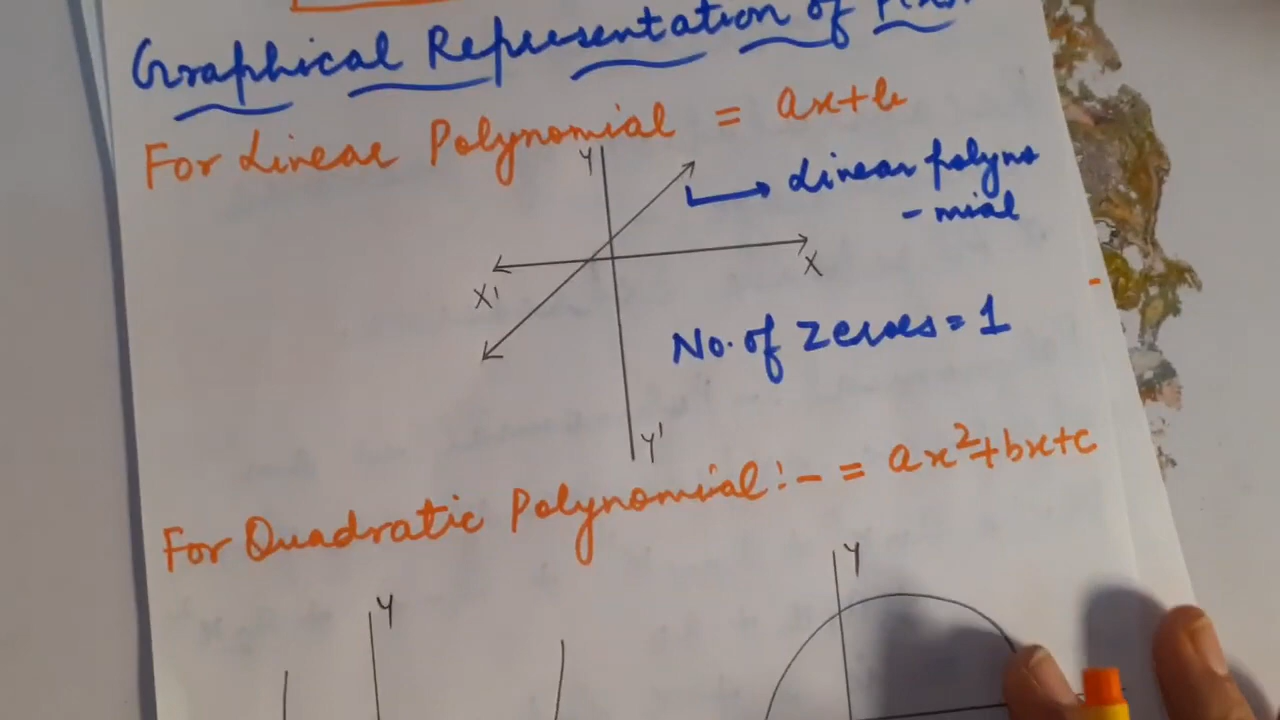 Graphical Representation of
For Linear Polynomial = ax+b
Y
Linear polyno
-mial
X
X'
No. of zeroes = 1
Y'
For Quadratic Polynomial:- = ax²+bx+c
Y
Y